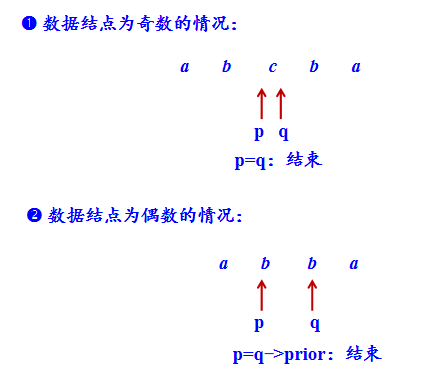 ❶ 数据结点为奇数的情况：
a b c b a
p q
p=q：结束
❷ 数据结点为偶数的情况：
a b b a
p q
p=q->prior：结束